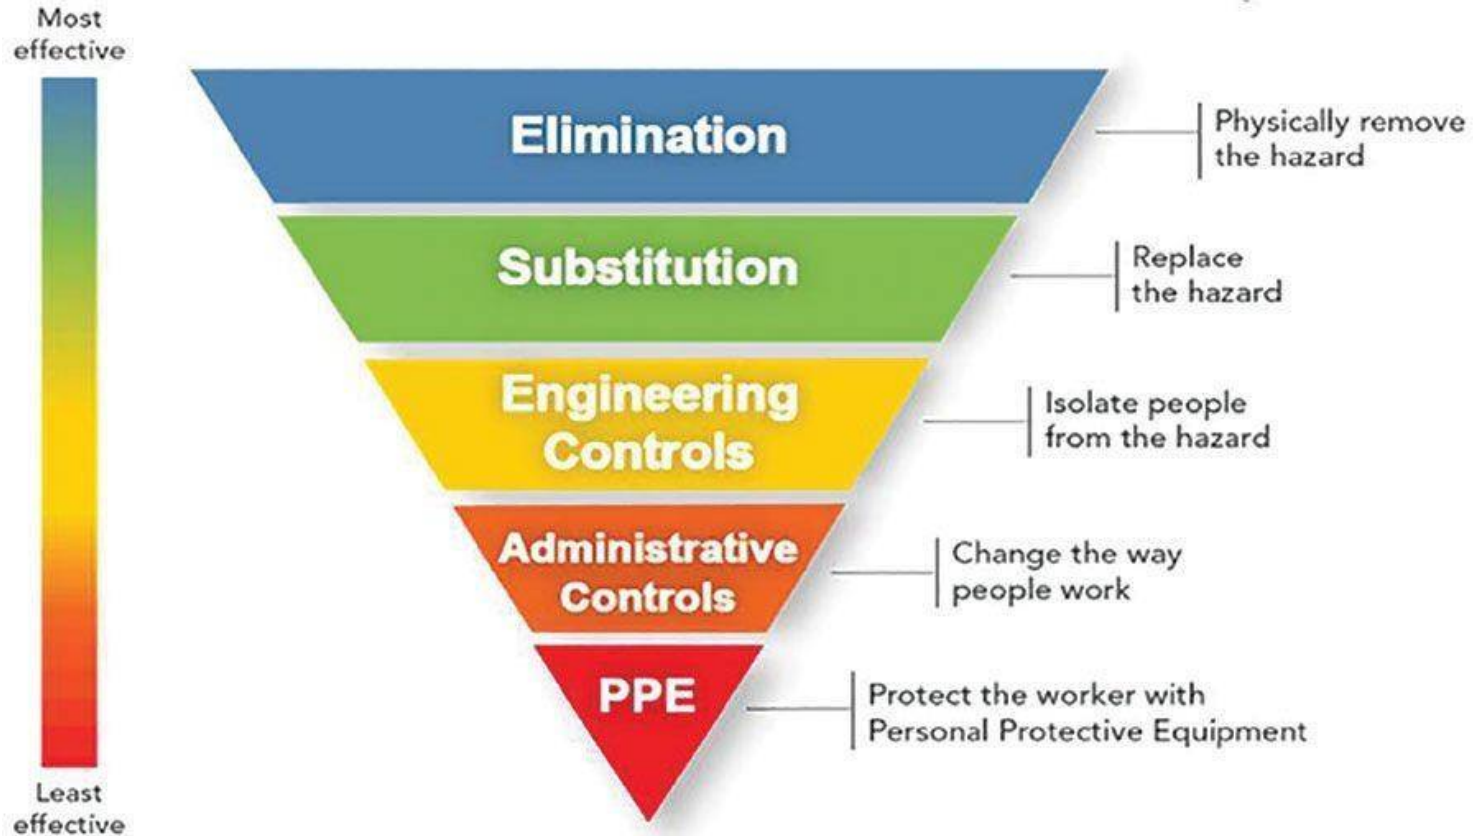 Most
effective
Elimination
Physically remove
the hazard
Substitution
Replace
the hazard
Engineering
Controls
Isolate people
from the hazard
Administrative
Controls
Change the way
people work
PPE
Protect the worker with
Personal Protective Equipment
Least
effective